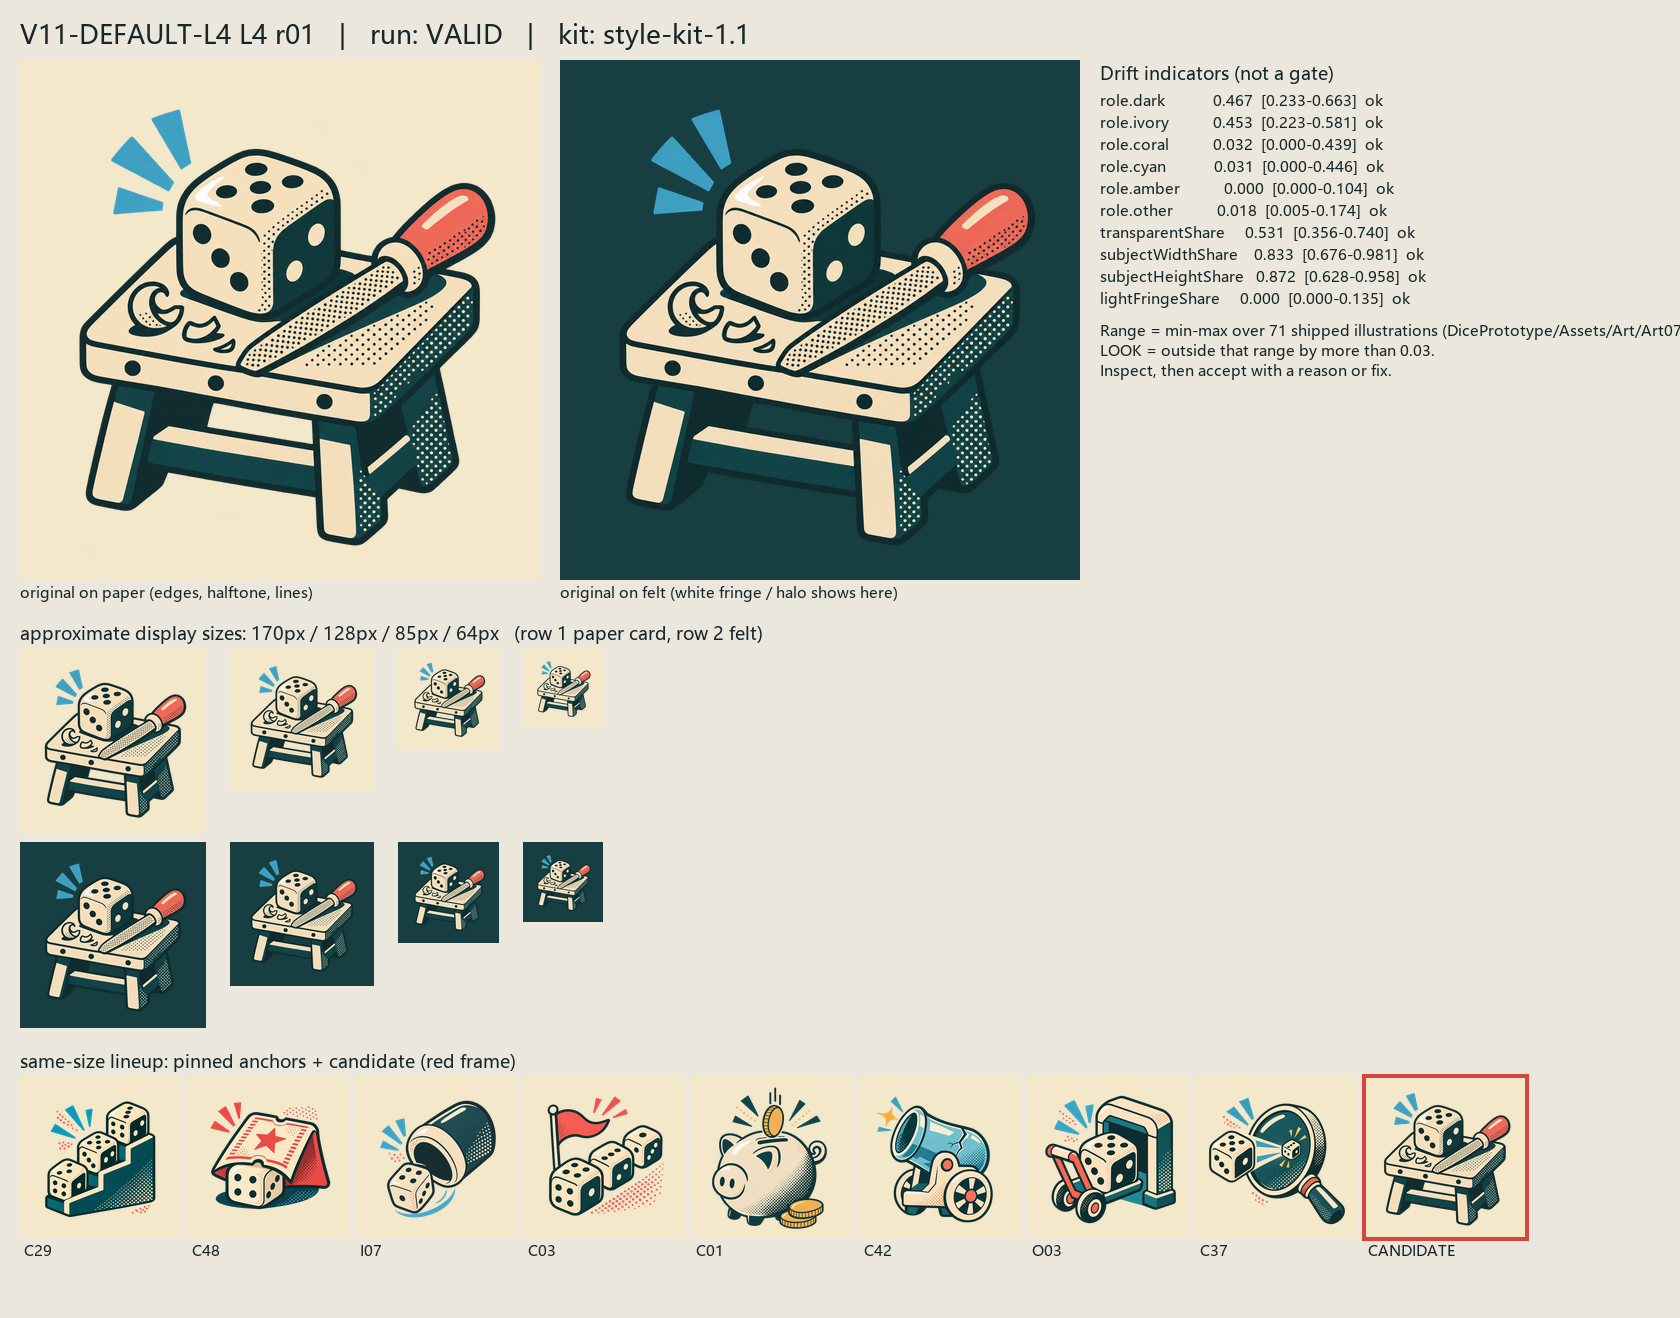 V11-DEFAULT-L4 L4 r01 | run: VALID | kit: style-kit-1.1
Drift indicators (not a gate)
role.dark 0.467 [0.233-0.663] ok
role.ivory 0.453 [0.223-0.581] ok
role.coral 0.032 [0.000-0.439] ok
role.cyan 0.031 [0.000-0.446] ok
role.amber 0.000 [0.000-0.104] ok
role.other 0.018 [0.005-0.174] ok
transparentShare 0.531 [0.356-0.740] ok
subjectWidthShare 0.833 [0.676-0.981] ok
subjectHeightShare 0.872 [0.628-0.958] ok
lightFringeShare 0.000 [0.000-0.135] ok
Range = min-max over 71 shipped illustrations (DicePrototype/Assets/Art/Art07
LOOK = outside that range by more than 0.03.
Inspect, then accept with a reason or fix.
original on paper (edges, halftone, lines)
original on felt (white fringe / halo shows here)
approximate display sizes: 170px / 128px / 85px / 64px (row 1 paper card, row 2 felt)
same-size lineup: pinned anchors + candidate (red frame)
C29
C48
I07
C03
C01
C42
O03
C37
CANDIDATE